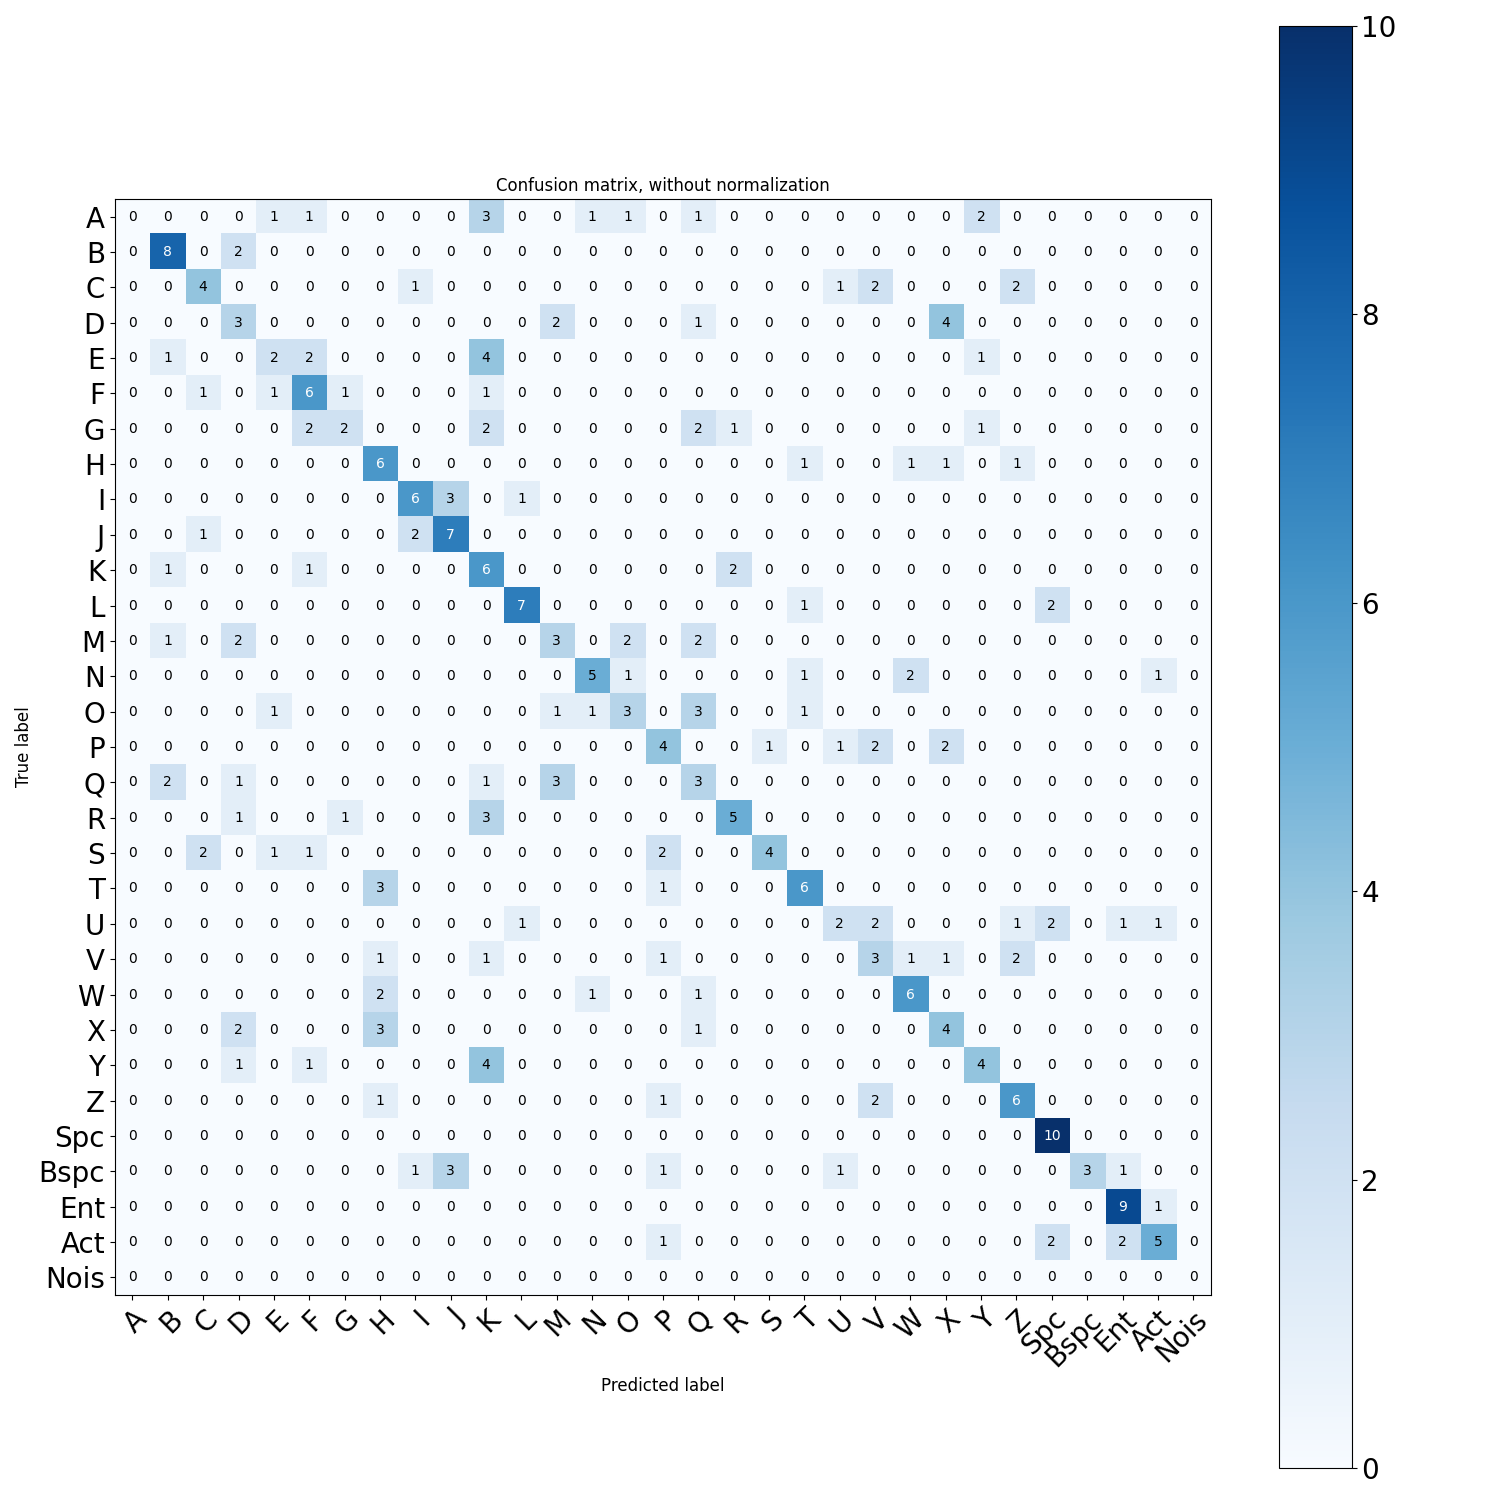 Confusion matrix, without normalization
A 0 0 0 0 1 1 0 0 0 0 3 0 0 1 1 0 1 0 0 0 0 0 0 0 2 0 0 0 0 0 0
B 0 8 0 2 0 0 0 0 0 0 0 0 0 0 0 0 0 0 0 0 0 0 0 0 0 0 0 0 0 0 0
C 0 0 4 0 0 0 0 0 1 0 0 0 0 0 0 0 0 0 0 0 1 2 0 0 0 2 0 0 0 0 0
D 0 0 0 3 0 0 0 0 0 0 0 0 2 0 0 0 1 0 0 0 0 0 0 4 0 0 0 0 0 0 0
E 0 1 0 0 2 2 0 0 0 0 4 0 0 0 0 0 0 0 0 0 0 0 0 0 1 0 0 0 0 0 0
F 0 0 1 0 1 6 1 0 0 0 1 0 0 0 0 0 0 0 0 0 0 0 0 0 0 0 0 0 0 0 0
G 0 0 0 0 0 2 2 0 0 0 2 0 0 0 0 0 2 1 0 0 0 0 0 0 1 0 0 0 0 0 0
H 0 0 0 0 0 0 0 6 0 0 0 0 0 0 0 0 0 0 0 1 0 0 1 1 0 1 0 0 0 0 0
I 0 0 0 0 0 0 0 0 6 3 0 1 0 0 0 0 0 0 0 0 0 0 0 0 0 0 0 0 0 0 0
J 0 0 1 0 0 0 0 0 2 7 0 0 0 0 0 0 0 0 0 0 0 0 0 0 0 0 0 0 0 0 0
K 0 1 0 0 0 1 0 0 0 0 6 0 0 0 0 0 0 2 0 0 0 0 0 0 0 0 0 0 0 0 0
L 0 0 0 0 0 0 0 0 0 0 0 7 0 0 0 0 0 0 0 1 0 0 0 0 0 0 2 0 0 0 0
M 0 1 0 2 0 0 0 0 0 0 0 0 3 0 2 0 2 0 0 0 0 0 0 0 0 0 0 0 0 0 0
N 0 0 0 0 0 0 0 0 0 0 0 0 0 5 1 0 0 0 0 1 0 0 2 0 0 0 0 0 0 1 0
O 0 0 0 0 1 0 0 0 0 0 0 0 1 1 3 0 3 0 0 1 0 0 0 0 0 0 0 0 0 0 0
P 0 0 0 0 0 0 0 0 0 0 0 0 0 0 0 4 0 0 1 0 1 2 0 2 0 0 0 0 0 0 0
Q 0 2 0 1 0 0 0 0 0 0 1 0 3 0 0 0 3 0 0 0 0 0 0 0 0 0 0 0 0 0 0
R 0 0 0 1 0 0 1 0 0 0 3 0 0 0 0 0 0 5 0 0 0 0 0 0 0 0 0 0 0 0 0
S 0 0 2 0 1 1 0 0 0 0 0 0 0 0 0 2 0 0 4 0 0 0 0 0 0 0 0 0 0 0 0
T 0 0 0 0 0 0 0 3 0 0 0 0 0 0 0 1 0 0 0 6 0 0 0 0 0 0 0 0 0 0 0
U 0 0 0 0 0 0 0 0 0 0 0 1 0 0 0 0 0 0 0 0 2 2 0 0 0 1 2 0 1 1 0
V 0 0 0 0 0 0 0 1 0 0 1 0 0 0 0 1 0 0 0 0 0 3 1 1 0 2 0 0 0 0 0
W 0 0 0 0 0 0 0 2 0 0 0 0 0 1 0 0 1 0 0 0 0 0 6 0 0 0 0 0 0 0 0
X 0 0 0 2 0 0 0 3 0 0 0 0 0 0 0 0 1 0 0 0 0 0 0 4 0 0 0 0 0 0 0
Y 0 0 0 1 0 1 0 0 0 0 4 0 0 0 0 0 0 0 0 0 0 0 0 0 4 0 0 0 0 0 0
Z 0 0 0 0 0 0 0 1 0 0 0 0 0 0 0 1 0 0 0 0 0 2 0 0 0 6 0 0 0 0 0
Spc 0 0 0 0 0 0 0 0 0 0 0 0 0 0 0 0 0 0 0 0 0 0 0 0 0 0 10 0 0 0 0
Bspc 0 0 0 0 0 0 0 0 1 3 0 0 0 0 0 1 0 0 0 0 1 0 0 0 0 0 0 3 1 0 0
Ent 0 0 0 0 0 0 0 0 0 0 0 0 0 0 0 0 0 0 0 0 0 0 0 0 0 0 0 0 9 1 0
Act 0 0 0 0 0 0 0 0 0 0 0 0 0 0 0 1 0 0 0 0 0 0 0 0 0 0 2 0 2 5 0
Nois 0 0 0 0 0 0 0 0 0 0 0 0 0 0 0 0 0 0 0 0 0 0 0 0 0 0 0 0 0 0 0
A B C D E F G H I J K L M N O P Q R S T U V W X Y Z Spc Bspc Ent Act Nois
Predicted label
True label
10
8
6
4
2
0